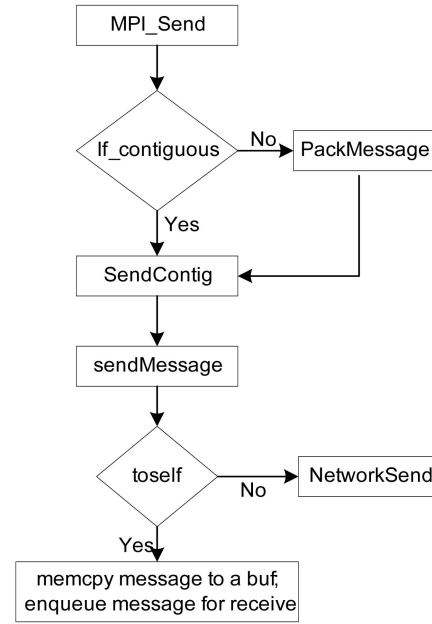 MPI_Send
If_contiguous
No
PackMessage
Yes
SendContig
sendMessage
toself
No
NetworkSend
Yes
memcpy message to a buf;
enqueue message for receive